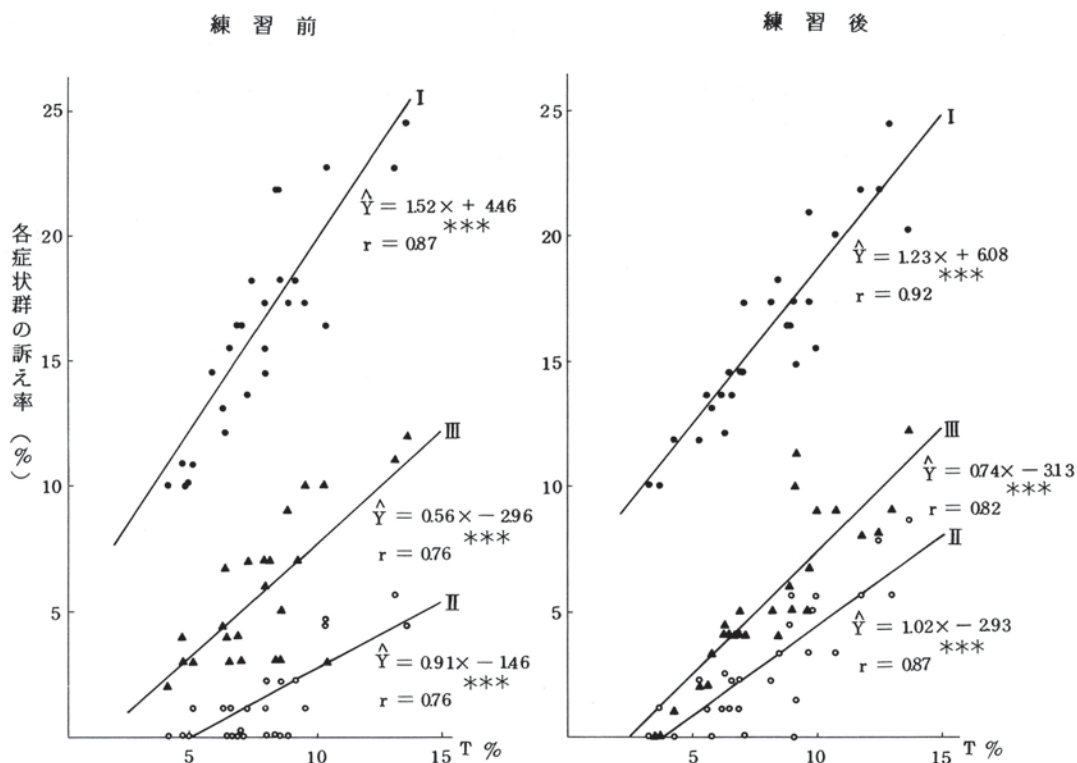 練習前
練習後
各症状群の訴え率(%)
25
20
15
10
5
5
10
15
T %
I
Ŷ = 1.52× + 4.46
***
r = 0.87
III
Ŷ = 0.56× − 2.96
***
r = 0.76
II
Ŷ = 0.91× − 1.46
***
r = 0.76
25
20
15
10
5
5
10
15
T %
I
Ŷ = 1.23× + 6.08
***
r = 0.92
III
Ŷ = 0.74× − 3.13
***
r = 0.82
II
Ŷ = 1.02× − 2.93
***
r = 0.87